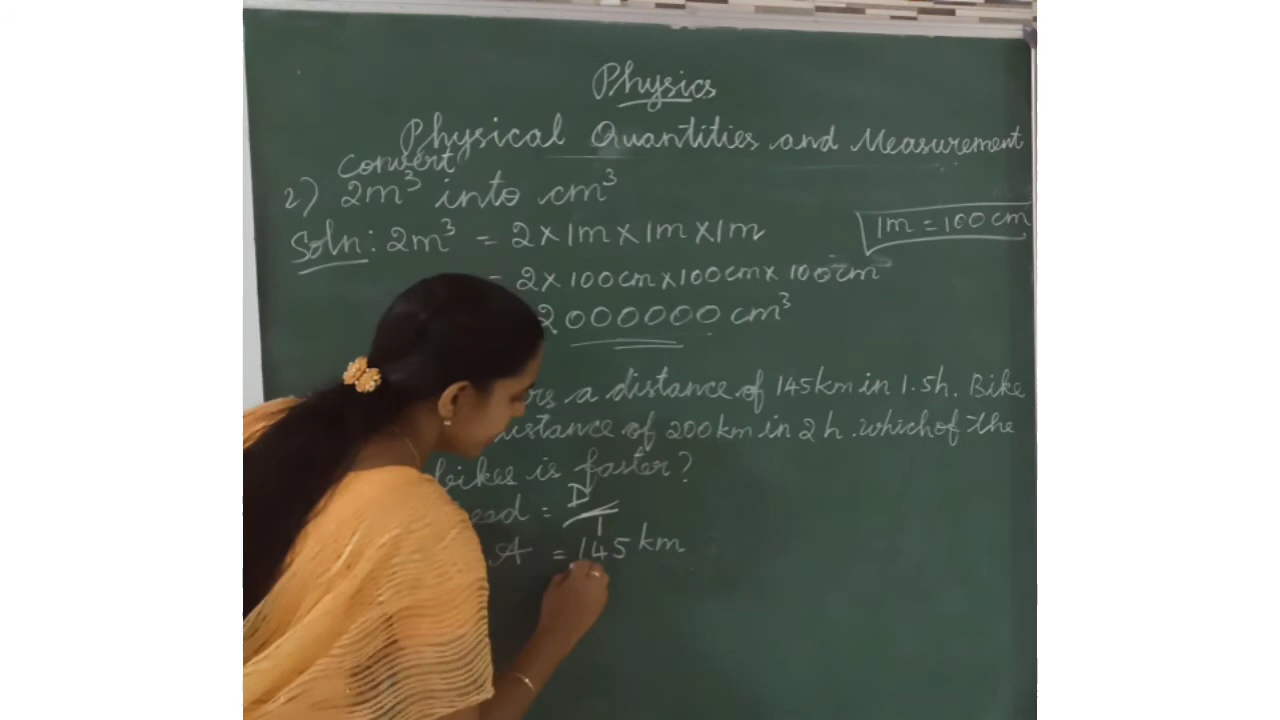 Physics
Physical Quantities and Measurement
Convert
2) 2m³ into cm³
1m = 100 cm
Soln: 2m³ = 2 × 1m × 1m × 1m
= 2 × 100cm × 100cm × 100cm
2000000 cm³
a distance of 145km in 1.5h. Bike
distance of 200km in 2h. which of the
bikes is faster?
= D/T
A = 145 km